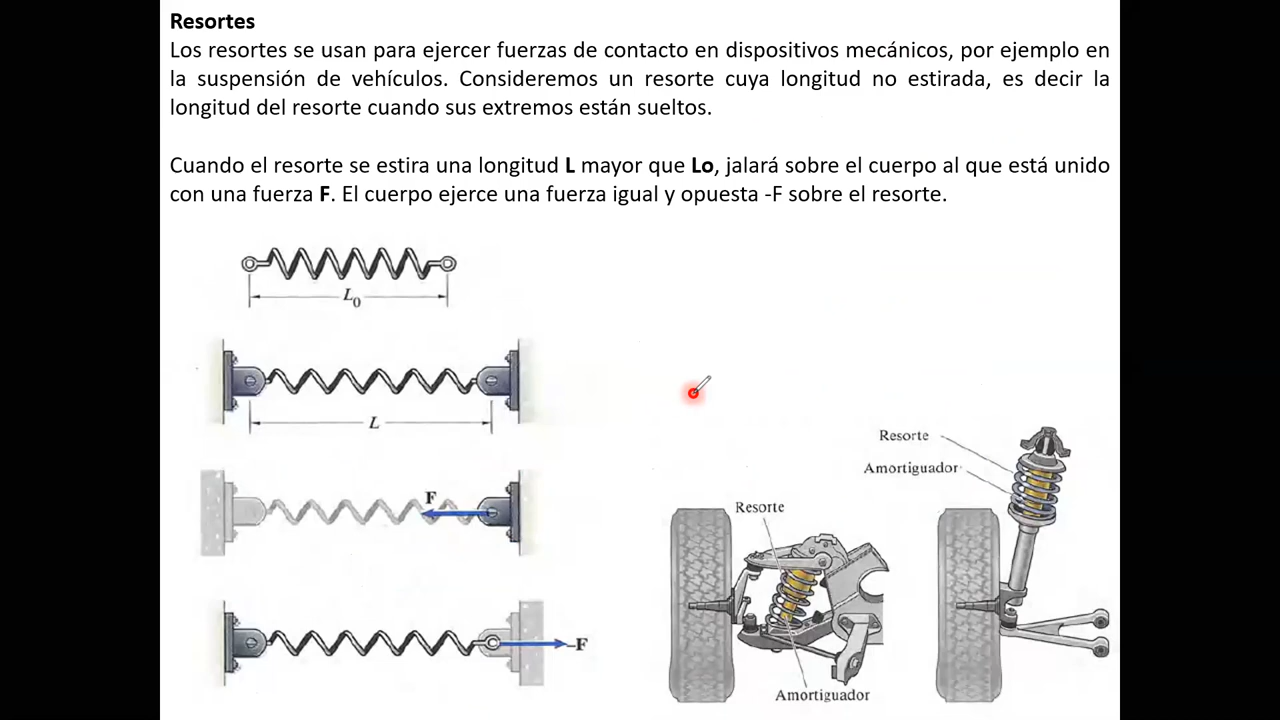 Resortes
Los resortes se usan para ejercer fuerzas de contacto en dispositivos mecánicos, por ejemplo en
la suspensión de vehículos. Consideremos un resorte cuya longitud no estirada, es decir la
longitud del resorte cuando sus extremos están sueltos.
Cuando el resorte se estira una longitud L mayor que Lo, jalará sobre el cuerpo al que está unido
con una fuerza F. El cuerpo ejerce una fuerza igual y opuesta -F sobre el resorte.
L0
L
F
–F
Resorte
Amortiguador
Resorte
Amortiguador